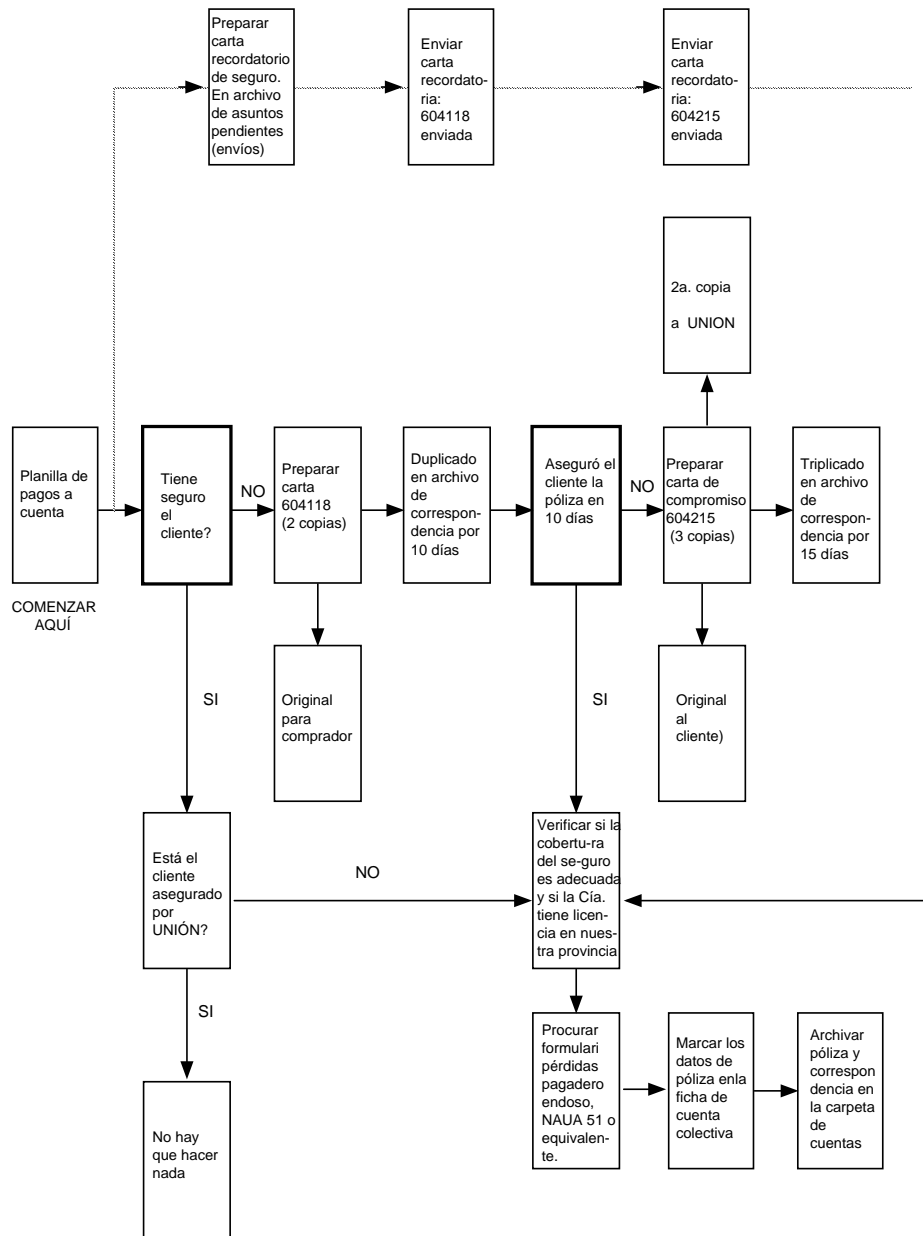 Preparar
carta
recordatorio
de seguro.
En archivo
de asuntos
pendientes
(envíos)
Enviar
carta
recordato-
ria:
604118
enviada
Enviar
carta
recordato-
ria:
604215
enviada
2a. copia
a UNION
Planilla de
pagos a
cuenta
COMENZAR
AQUÍ
Tiene
seguro
el
cliente?
NO
Preparar
carta
604118
(2 copias)
Duplicado
en archivo
de
correspon-
dencia por
10 días
Aseguró el
cliente la
póliza en
10 días
NO
Preparar
carta de
compromiso
604215
(3 copias)
Triplicado
en archivo
de
correspon-
dencia por
15 días
SI
Original
para
comprador
SI
Original
al
cliente)
Está el
cliente
asegurado
por
UNIÓN?
NO
Verificar si la
cobertu-ra
del se-guro
es adecuada
y si la Cía.
tiene licen-
cia en nues-
tra provincia
SI
No hay
que hacer
nada
Procurar
formulari
pérdidas
pagadero
endoso,
NAUA 51 o
equivalen-
te.
Marcar los
datos de
póliza enla
ficha de
cuenta
colectiva
Archivar
póliza y
correspon
dencia en
la carpeta
de
cuentas